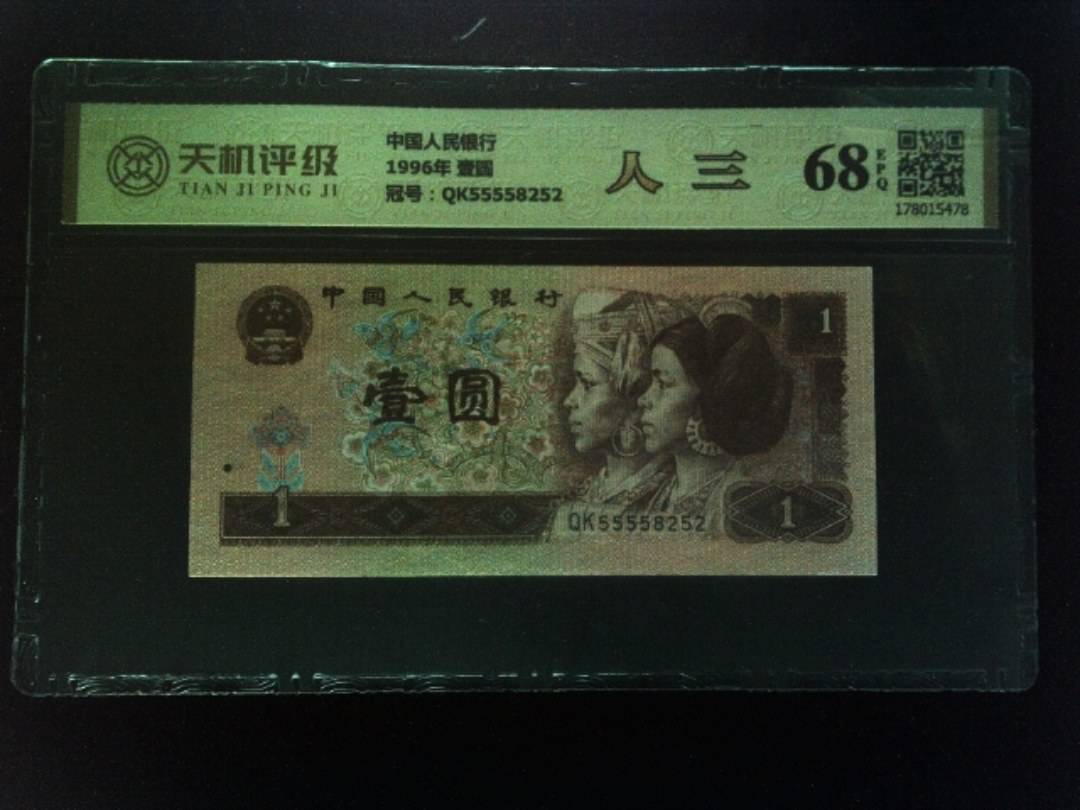 天机评级
TIAN JI PING JI
中国人民银行
1996年 壹圆
冠号：QK55558252
人三
68
EPQ
178015478
中国人民银行
1
壹圆
1
QK55558252
1